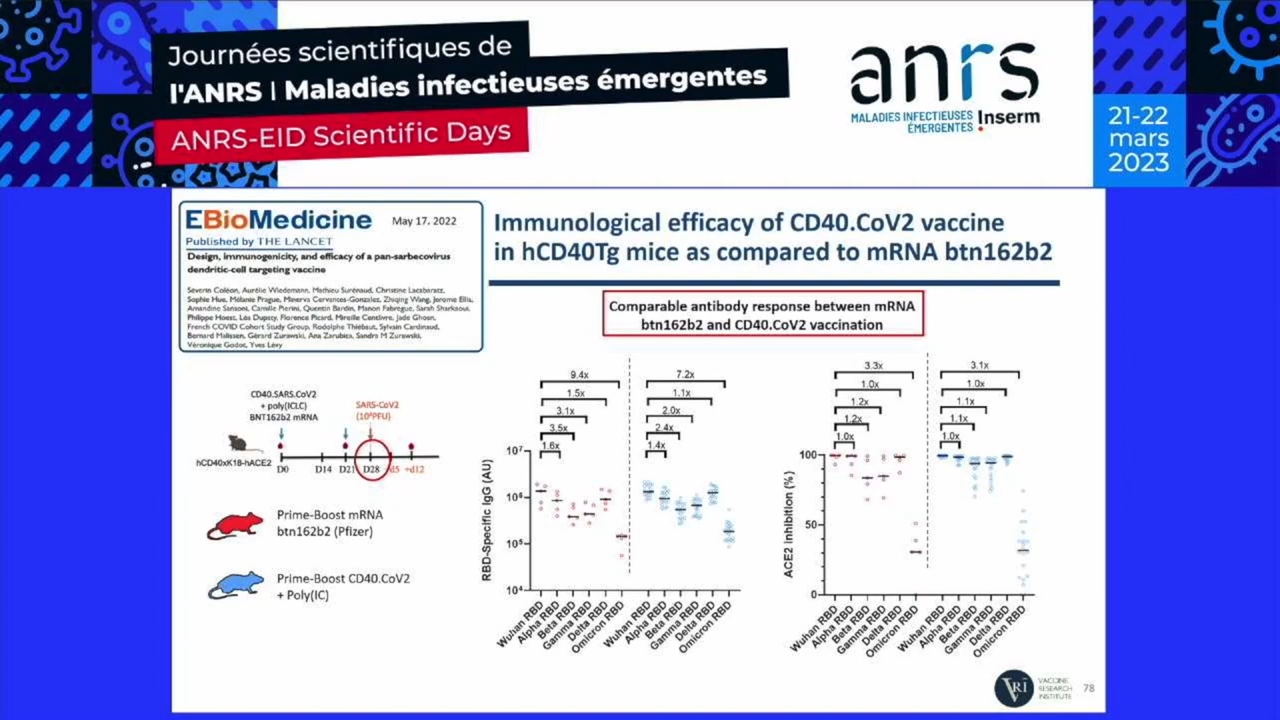 Journées scientifiques de
l'ANRS | Maladies infectieuses émergentes
ANRS-EID Scientific Days
anrs
MALADIES INFECTIEUSES
ÉMERGENTES Inserm
21-22
mars
2023
EBioMedicine May 17, 2022
Published by THE LANCET
Design, immunogenicity, and efficacy of a pan-sarbecovirus
dendritic-cell targeting vaccine
Séverin Coléon, Aurélie Wiedemann, Mathieu Surénaud, Christine Lacabaratz,
Sophie Hue, Mélanie Prague, Minerva Cervantes-Gonzalez, Zhiqing Wang, Jerome Ellis,
Amandine Sansoni, Camille Pierini, Quentin Bardin, Manon Fabregue, Sarah Sharkaoui,
Philippe Hoest, Léa Dupaty, Florence Picard, Mireille Centlivre, Jade Ghosn,
French COVID Cohort Study Group, Rodolphe Thiébaut, Sylvain Cardinaud,
Bernard Malissen, Gérard Zurawski, Ana Zarubica, Sandra M Zurawski,
Véronique Godot, Yves Lévy
Immunological efficacy of CD40.CoV2 vaccine
in hCD40Tg mice as compared to mRNA btn162b2
Comparable antibody response between mRNA
btn162b2 and CD40.CoV2 vaccination
CD40.SARS.CoV2
+ poly(ICLC)
BNT162b2 mRNA
SARS-CoV2
(10⁴PFU)
hCD40xK18-hACE2
D0 D14 D21 D28 +d5 +d12
Prime-Boost mRNA
btn162b2 (Pfizer)
Prime-Boost CD40.CoV2
+ Poly(IC)
RBD-Specific IgG (AU)
10⁷
10⁶
10⁵
10⁴
9.4x
1.5x
3.1x
3.5x
1.6x
7.2x
1.1x
2.0x
2.4x
1.4x
Wuhan RBD
Alpha RBD
Beta RBD
Gamma RBD
Delta RBD
Omicron RBD
Wuhan RBD
Alpha RBD
Beta RBD
Gamma RBD
Delta RBD
Omicron RBD
ACE2 inhibition (%)
100
50
0
3.3x
1.0x
1.2x
1.2x
1.0x
3.1x
1.0x
1.1x
1.1x
1.0x
Wuhan RBD
Alpha RBD
Beta RBD
Gamma RBD
Delta RBD
Omicron RBD
Wuhan RBD
Alpha RBD
Beta RBD
Gamma RBD
Delta RBD
Omicron RBD
VRI
VACCINE
RESEARCH
INSTITUTE
78